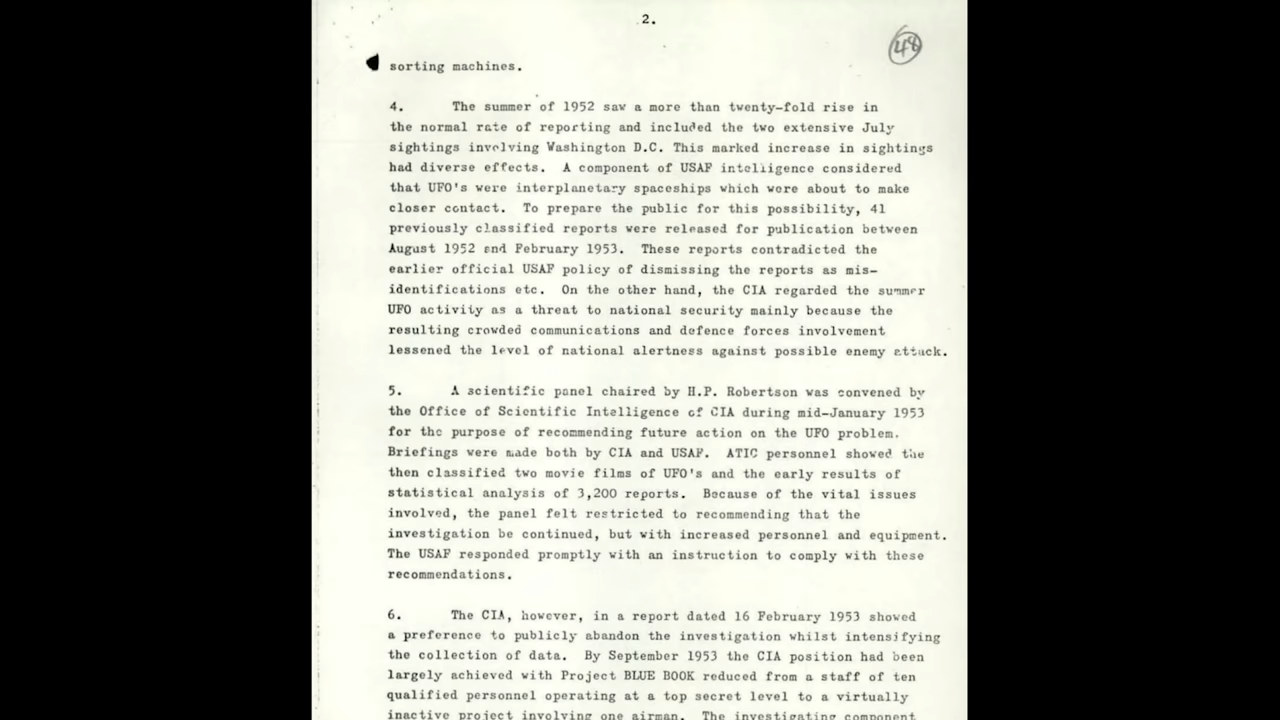 2.
48
sorting machines.
4. The summer of 1952 saw a more than twenty-fold rise in
the normal rate of reporting and included the two extensive July
sightings involving Washington D.C. This marked increase in sightings
had diverse effects. A component of USAF intelligence considered
that UFO's were interplanetary spaceships which were about to make
closer contact. To prepare the public for this possibility, 41
previously classified reports were released for publication between
August 1952 and February 1953. These reports contradicted the
earlier official USAF policy of dismissing the reports as mis-
identifications etc. On the other hand, the CIA regarded the summer
UFO activity as a threat to national security mainly because the
resulting crowded communications and defence forces involvement
lessened the level of national alertness against possible enemy attack.
5. A scientific panel chaired by H.P. Robertson was convened by
the Office of Scientific Intelligence of CIA during mid-January 1953
for the purpose of recommending future action on the UFO problem.
Briefings were made both by CIA and USAF. ATIC personnel showed the
then classified two movie films of UFO's and the early results of
statistical analysis of 3,200 reports. Because of the vital issues
involved, the panel felt restricted to recommending that the
investigation be continued, but with increased personnel and equipment.
The USAF responded promptly with an instruction to comply with these
recommendations.
6. The CIA, however, in a report dated 16 February 1953 showed
a preference to publicly abandon the investigation whilst intensifying
the collection of data. By September 1953 the CIA position had been
largely achieved with Project BLUE BOOK reduced from a staff of ten
qualified personnel operating at a top secret level to a virtually
inactive project involving one airman. The investigating component